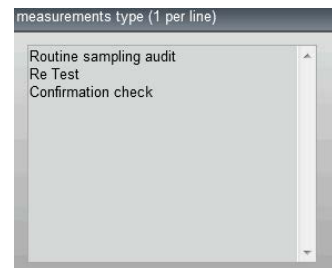 measurements type (1 per line)
Routine sampling audit
Re Test
Confirmation check